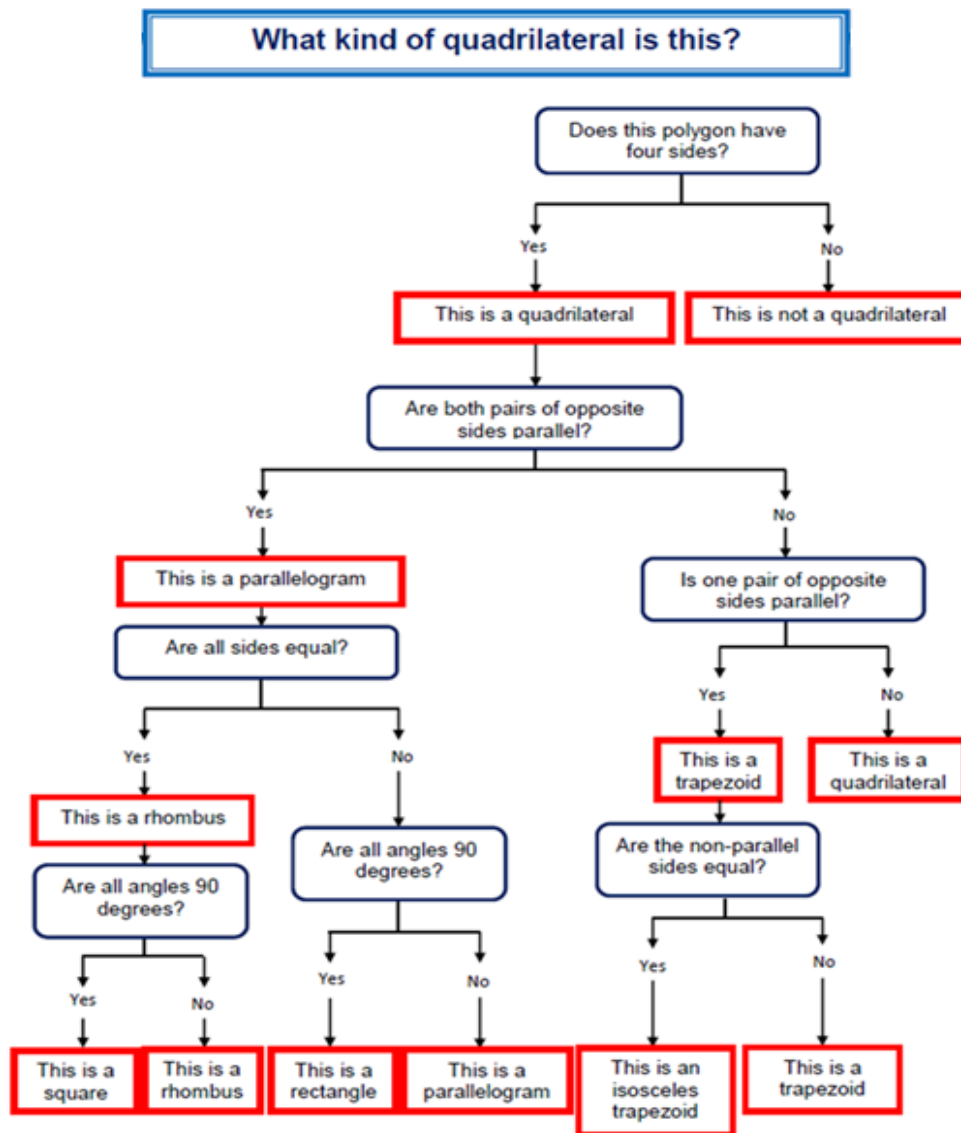 What kind of quadrilateral is this?
Does this polygon have
four sides?
Yes
No
This is a quadrilateral
This is not a quadrilateral
Are both pairs of opposite
sides parallel?
Yes
No
This is a parallelogram
Is one pair of opposite
sides parallel?
Are all sides equal?
Yes
No
Yes
No
This is a
trapezoid
This is a
quadrilateral
This is a rhombus
Are all angles 90
degrees?
Are the non-parallel
sides equal?
Are all angles 90
degrees?
Yes
No
Yes
No
Yes
No
This is a
square
This is a
rhombus
This is a
rectangle
This is a
parallelogram
This is an
isosceles
trapezoid
This is a
trapezoid